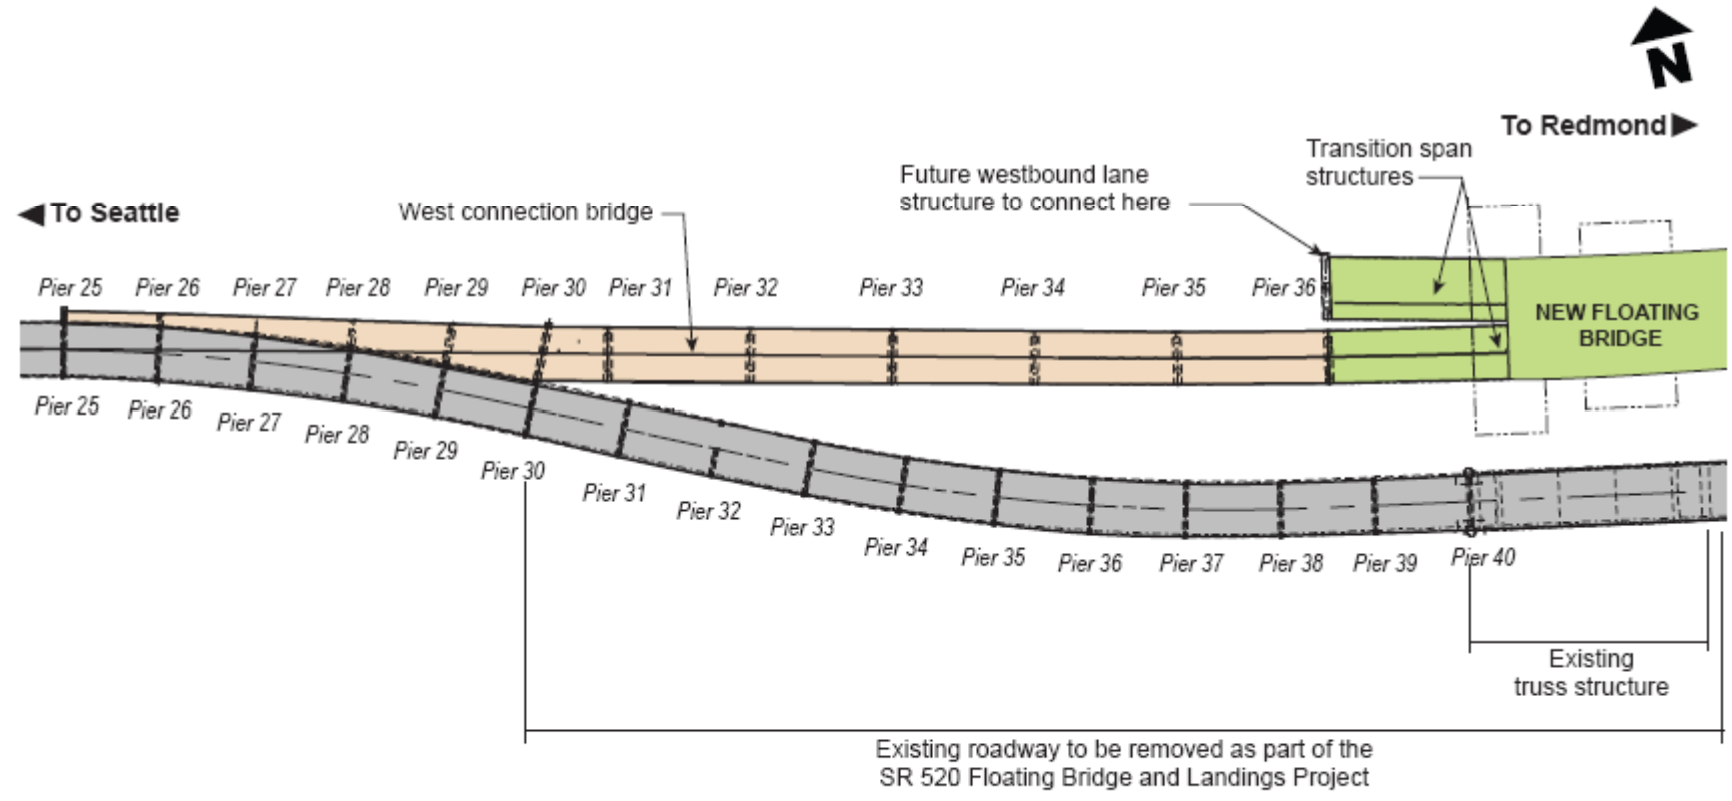 N
To Redmond
Transition span
structures
Future westbound lane
structure to connect here
To Seattle
West connection bridge
Pier 25 Pier 26 Pier 27 Pier 28 Pier 29 Pier 30 Pier 31 Pier 32 Pier 33 Pier 34 Pier 35 Pier 36
NEW FLOATING
BRIDGE
Pier 25
Pier 26
Pier 27
Pier 28
Pier 29
Pier 30
Pier 31
Pier 32
Pier 33
Pier 34
Pier 35
Pier 36
Pier 37
Pier 38
Pier 39
Pier 40
Existing
truss structure
Existing roadway to be removed as part of the
SR 520 Floating Bridge and Landings Project